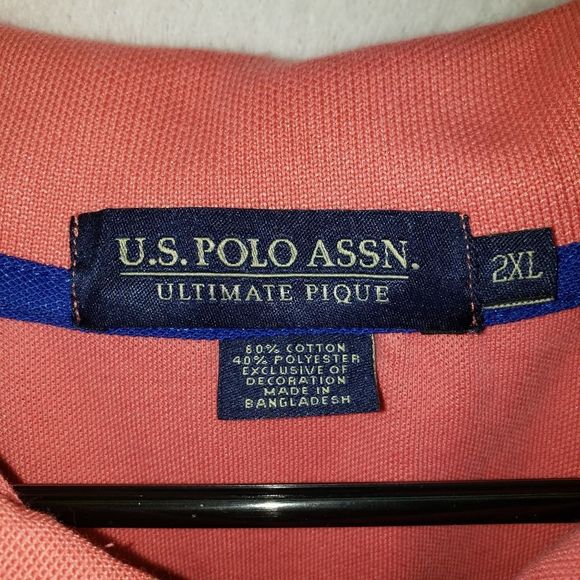 U.S. POLO ASSN.
ULTIMATE PIQUE
2XL
60% COTTON
40% POLYESTER
EXCLUSIVE OF
DECORATION
MADE IN
BANGLADESH